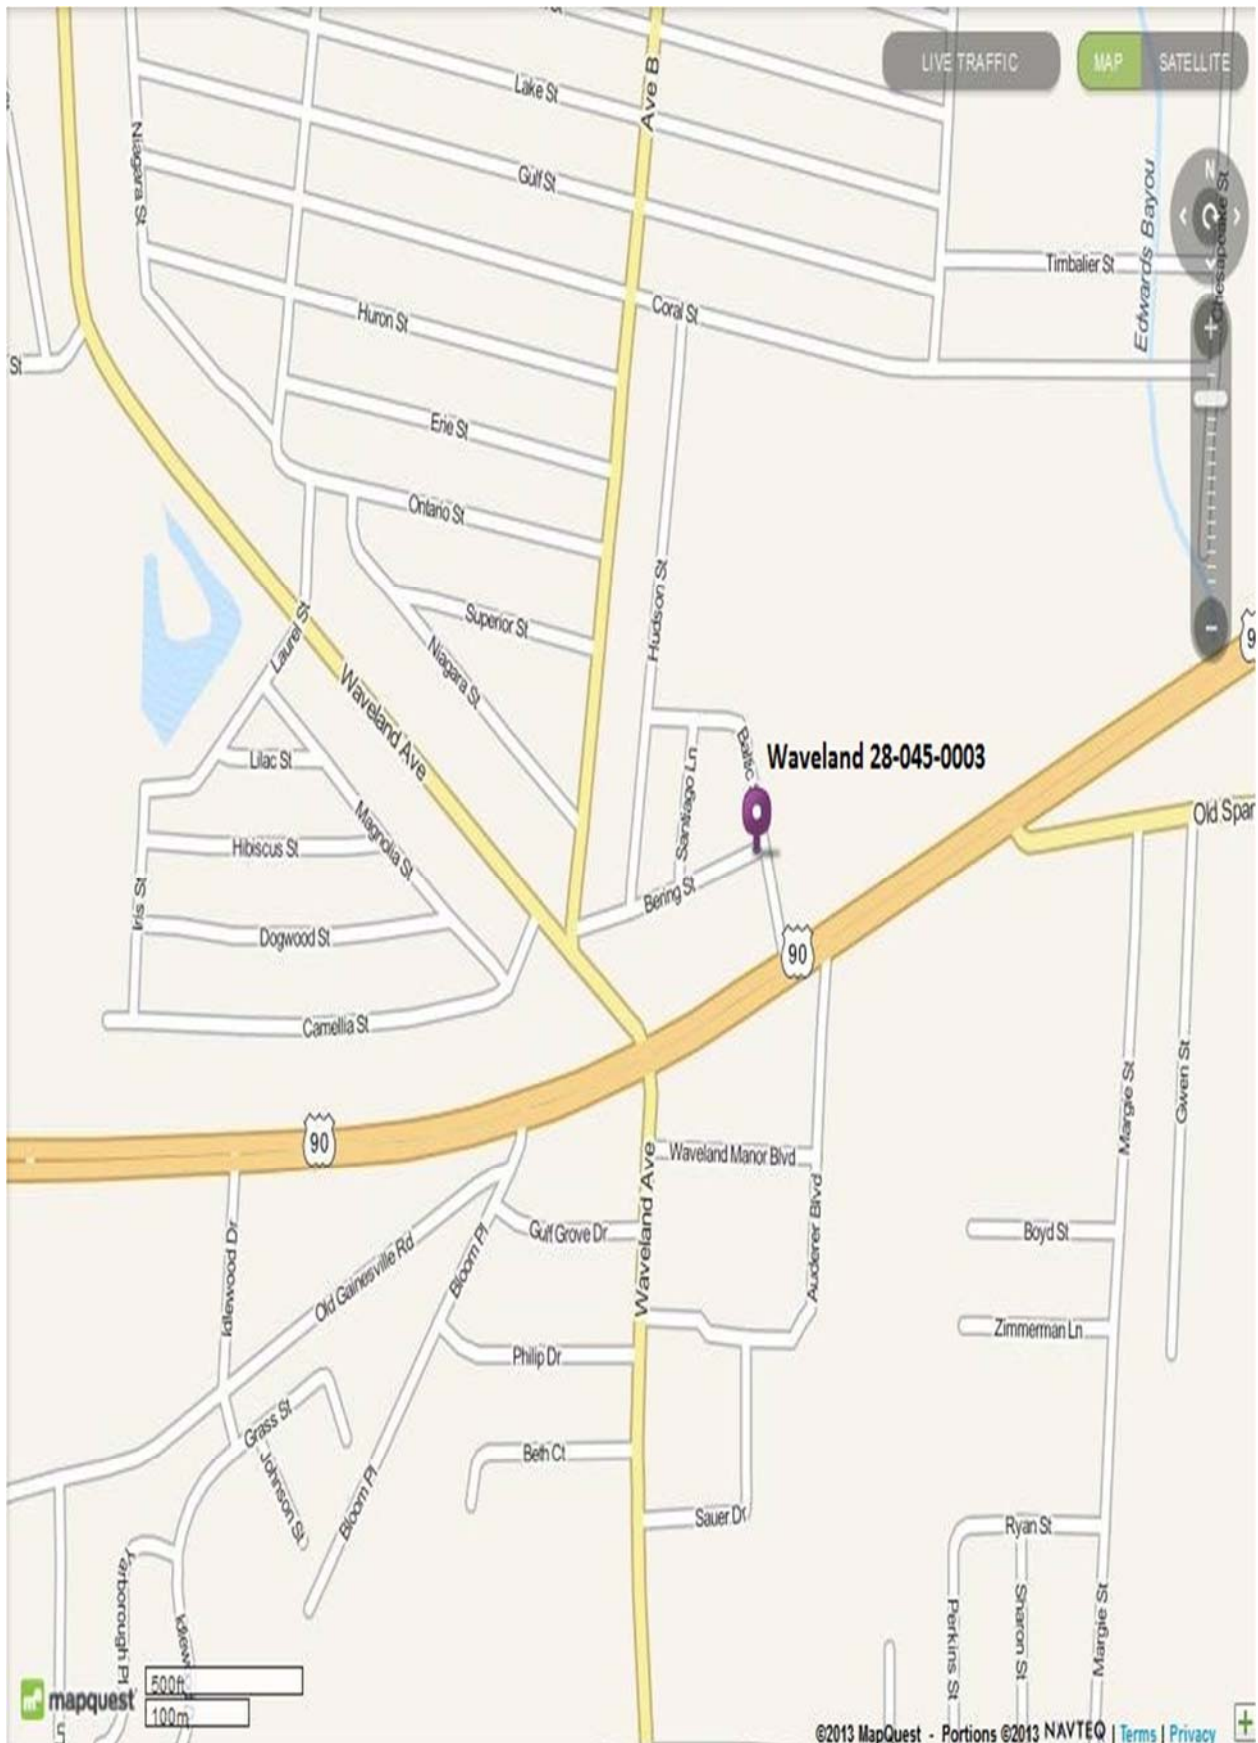 LIVE TRAFFIC
MAP
SATELLITE
Ave B
Lake St
Niagara St
Gulf St
N
Edwards Bayou
Chesapeake St
Timbalier St
Huron St
Coral St
St
Erie St
Ontario St
Hudson St
Superior St
Laurel St
Niagara St
Waveland Ave
9
Baltic
Waveland 28-045-0003
Lilac St
Santiago Ln
Magnolia St
Old Spar
Hibiscus St
Iris St
Bering St
Dogwood St
90
Camellia St
Margie St
Gwen St
90
Waveland Manor Blvd
Waveland Ave
Auderer Blvd
Gulf Grove Dr
Boyd St
Idlewood Dr
Old Gainesville Rd
Bloom Pl
Zimmerman Ln
Philip Dr
Grass St
Johnson St
Beth Ct
Bloom Pl
Sauer Dr
Ryan St
Yarborough Pl
Idlew
Perkins St
Sharon St
Margie St
mapquest
500ft
100m
©2013 MapQuest - Portions ©2013 NAVTEQ | Terms | Privacy